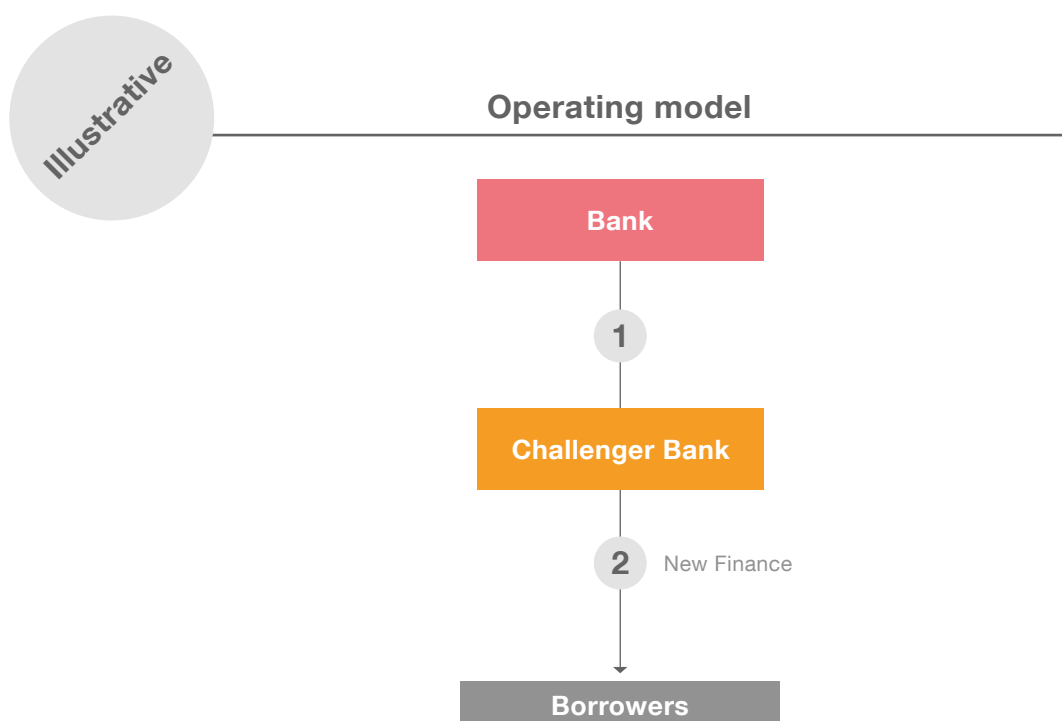 Illustrative
Operating model
Bank
1
Challenger Bank
2 New Finance
Borrowers